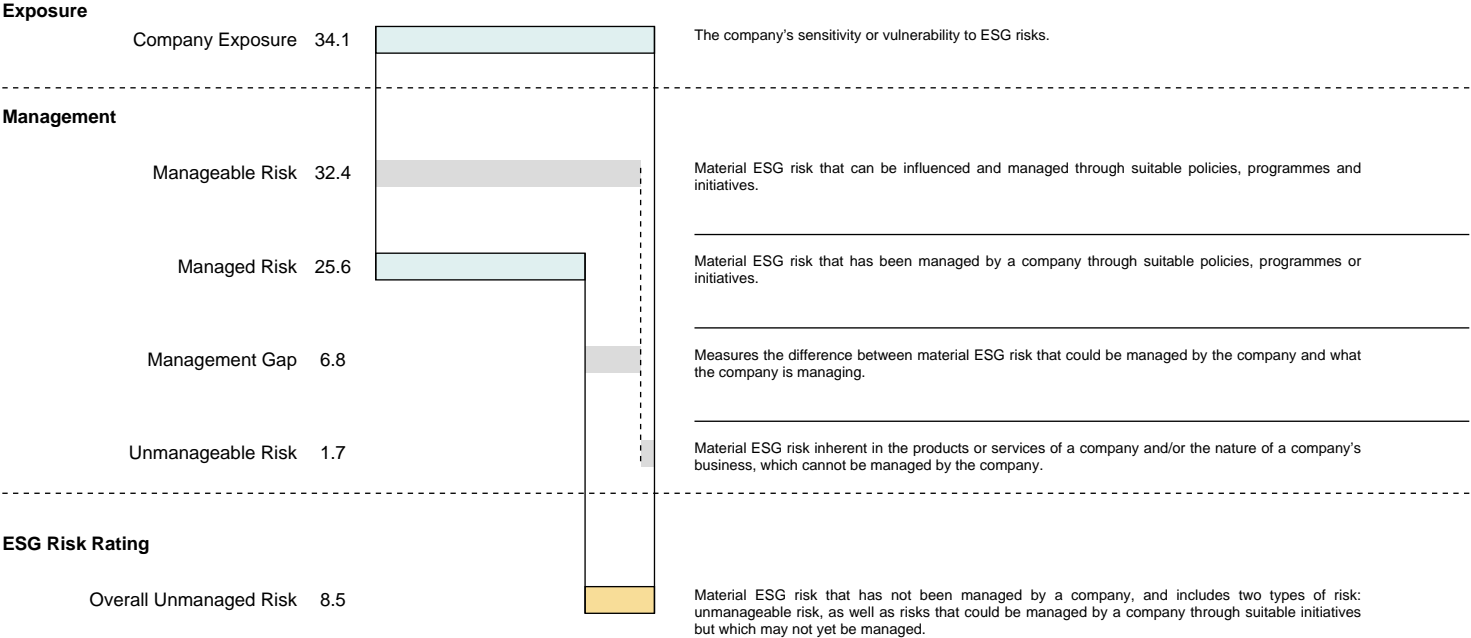 Exposure
Company Exposure 34.1
The company’s sensitivity or vulnerability to ESG risks.
Management
Manageable Risk 32.4
Material ESG risk that can be influenced and managed through suitable policies, programmes and
initiatives.
Managed Risk 25.6
Material ESG risk that has been managed by a company through suitable policies, programmes or
initiatives.
Management Gap 6.8
Measures the difference between material ESG risk that could be managed by the company and what
the company is managing.
Unmanageable Risk 1.7
Material ESG risk inherent in the products or services of a company and/or the nature of a company’s
business, which cannot be managed by the company.
ESG Risk Rating
Overall Unmanaged Risk 8.5
Material ESG risk that has not been managed by a company, and includes two types of risk:
unmanageable risk, as well as risks that could be managed by a company through suitable initiatives
but which may not yet be managed.